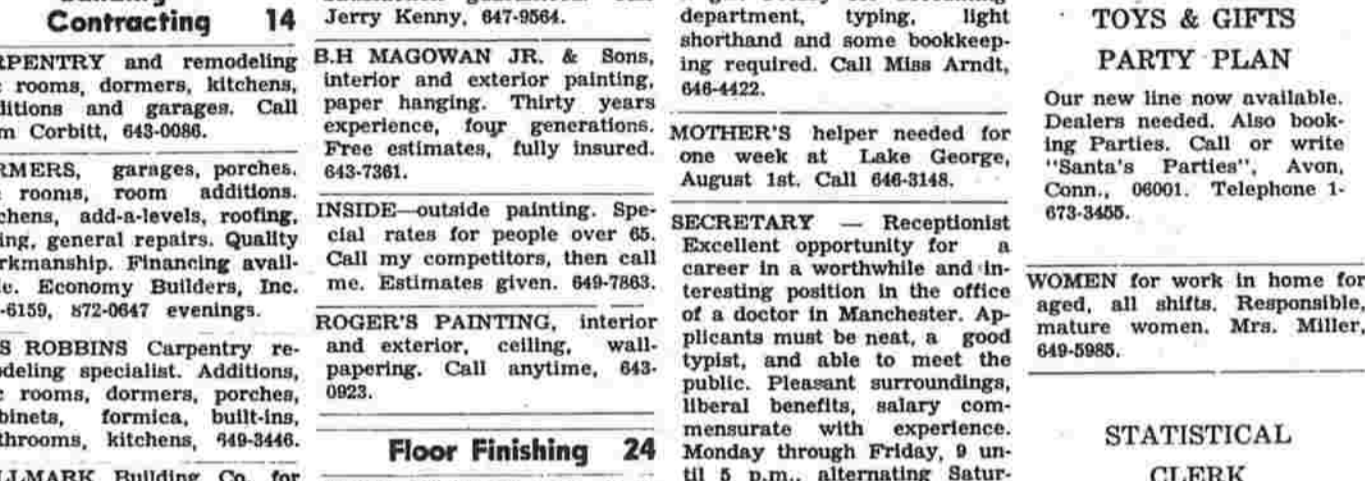 Contracting 14
RPENTRY and remodeling
rooms, dormers, kitchens,
ditions and garages. Call
m Corbitt, 643-0086.
RMERS, garages, porches.
rooms, room additions.
chens, add-a-levels, roofing,
ing, general repairs. Quality
rkmanship. Financing avail-
le. Economy Builders, Inc.
-6159, 872-0647 evenings.
S ROBBINS Carpentry re-
odeling specialist. Additions,
rooms, dormers, porches,
binets, formica, built-ins,
throoms, kitchens, 649-3446.
LLMARK Building Co. for
Jerry Kenny, 647-9564.
B.H MAGOWAN JR. & Sons,
interior and exterior painting,
paper hanging. Thirty years
experience, four generations.
Free estimates, fully insured.
643-7361.
INSIDE—outside painting. Spe-
cial rates for people over 65.
Call my competitors, then call
me. Estimates given. 649-7863.
ROGER'S PAINTING, interior
and exterior, ceiling, wall-
papering. Call anytime, 643-
0923.
Floor Finishing 24
department, typing, light
shorthand and some bookkeep-
ing required. Call Miss Arndt,
646-4422.
MOTHER'S helper needed for
one week at Lake George,
August 1st. Call 646-3148.
SECRETARY — Receptionist
Excellent opportunity for a
career in a worthwhile and in-
teresting position in the office
of a doctor in Manchester. Ap-
plicants must be neat, a good
typist, and able to meet the
public. Pleasant surroundings,
liberal benefits, salary com-
mensurate with experience.
Monday through Friday, 9 un-
til 5 p.m., alternating Satur-
TOYS & GIFTS
PARTY PLAN
Our new line now available.
Dealers needed. Also book-
ing Parties. Call or write
"Santa's Parties", Avon,
Conn., 06001. Telephone 1-
673-3455.
WOMEN for work in home for
aged, all shifts. Responsible,
mature women. Mrs. Miller,
649-5985.
STATISTICAL
CLERK